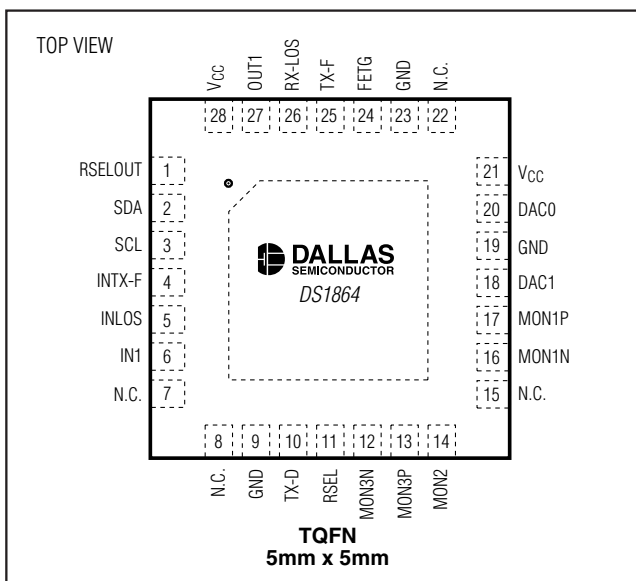 TOP VIEW
VCC
OUT1
RX-LOS
TX-F
FETG
GND
N.C.
28 27 26 25 24 23 22
RSELOUT 1
SDA 2
SCL 3
INTX-F 4
INLOS 5
IN1 6
N.C. 7
21 VCC
20 DAC0
19 GND
18 DAC1
17 MON1P
16 MON1N
15 N.C.
DALLAS
SEMICONDUCTOR
DS1864
8 9 10 11 12 13 14
N.C.
GND
TX-D
RSEL
MON3N
MON3P
MON2
TQFN
5mm x 5mm